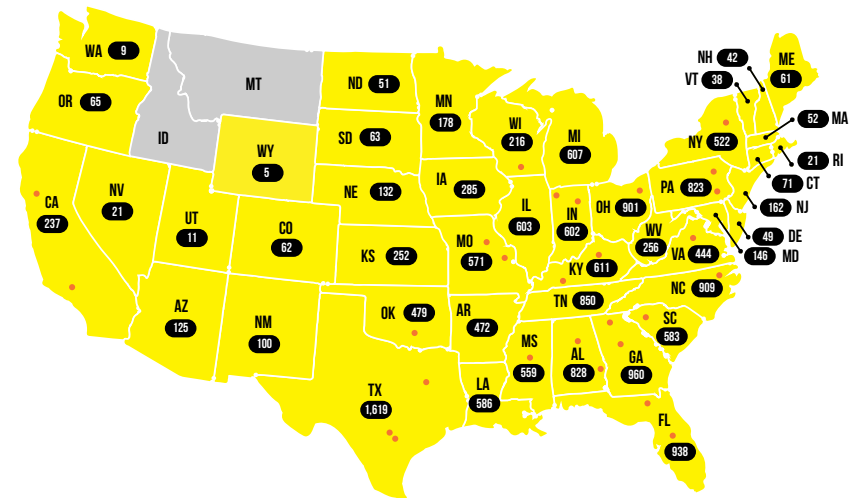 WA 9
OR 65
ID
MT
WY
5
ND 51
SD 63
NE 132
KS 252
MN
178
IA 285
WI
216
MI
607
NH 42
VT 38
ME
61
NY 522
52 MA
21 RI
71 CT
162 NJ
49 DE
146 MD
PA 823
OH 901
IN
602
IL
603
WV
256
VA 444
KY 611
MO
571
CA
237
NV
21
UT
11
CO
62
AZ
125
NM
100
OK 479
AR
472
TN 850
NC 909
SC
583
MS
559
AL
828
GA
960
TX
1,619
LA
586
FL
938